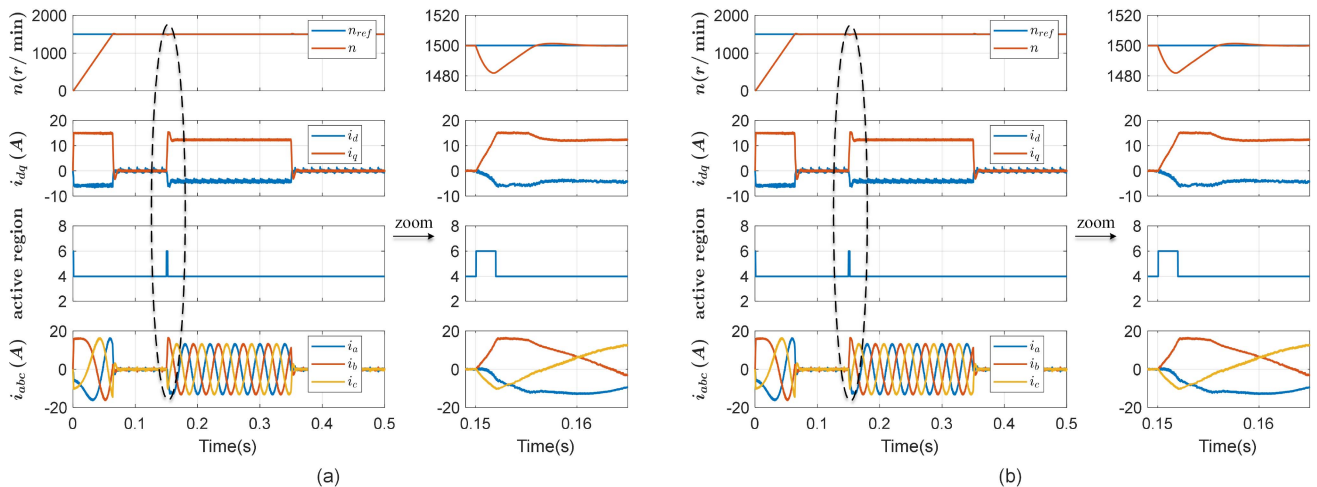 n(r/min)
2000
1000
0
n_ref
n
1520
1500
1480
i_dq (A)
20
10
0
-10
i_d
i_q
20
10
0
-10
zoom
active region
8
6
4
2
8
6
4
2
i_abc (A)
20
0
-20
i_a
i_b
i_c
0 0.1 0.2 0.3 0.4 0.5
Time(s)
20
0
-20
0.15 0.16
Time(s)
(a)
n(r/min)
2000
1000
0
n_ref
n
1520
1500
1480
i_dq (A)
20
10
0
-10
i_d
i_q
20
10
0
-10
zoom
active region
8
6
4
2
8
6
4
2
i_abc (A)
20
0
-20
i_a
i_b
i_c
0 0.1 0.2 0.3 0.4 0.5
Time(s)
20
0
-20
0.15 0.16
Time(s)
(b)